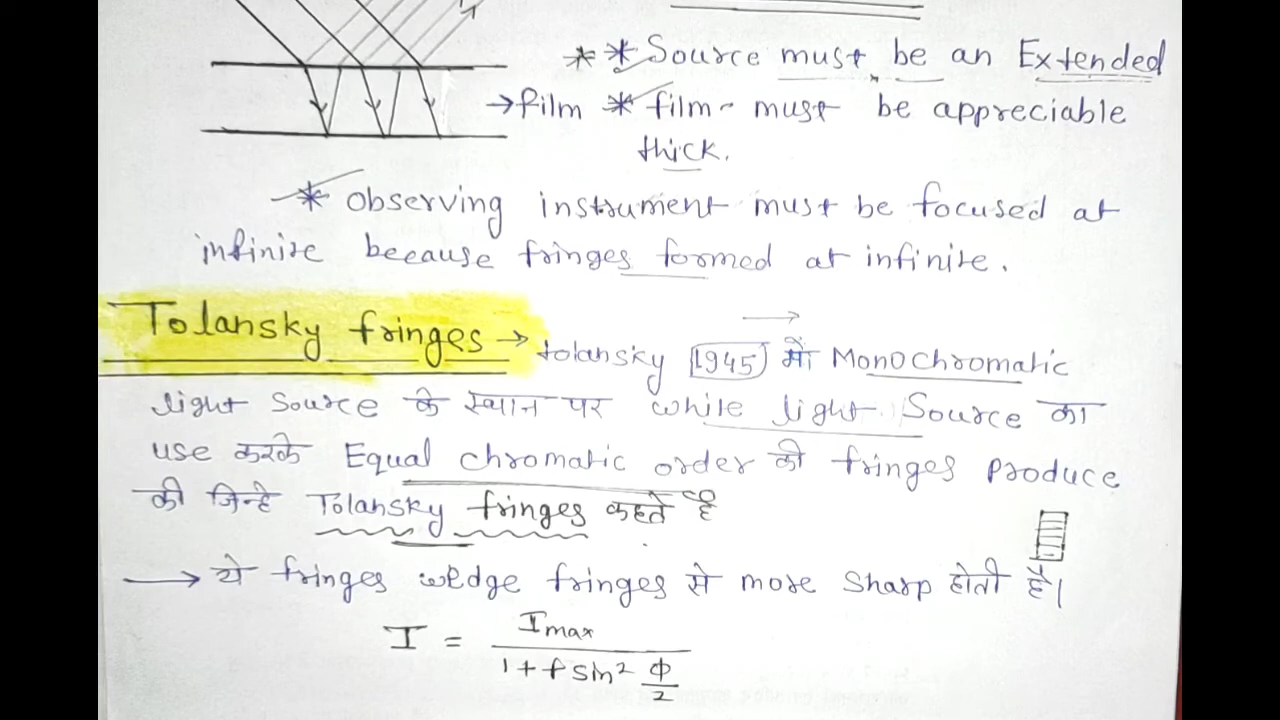 * * Source must be an Extended
→ film * film must be appreciable
thick.
* Observing instrument must be focused at
infinite because fringes formed at infinite.
Tolansky fringes → tolansky 1945 में Monochromatic
light Source के स्थान पर while light Source का
use करके Equal chromatic order की fringes Produce
की जिन्हे Tolansky fringes कहते है
→ ये fringes wedge fringes से more sharp होती है।
I = Imax / 1 + f sin² Φ/2